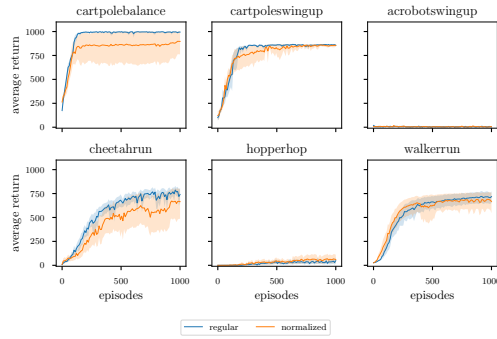 cartpolebalance cartpoleswingup acrobotswingup
average return
1000
750
500
250
0
cheetahrun hopperhop walkerrun
average return
1000
750
500
250
0
0 500 1000 0 500 1000 0 500 1000
episodes episodes episodes
regular normalized